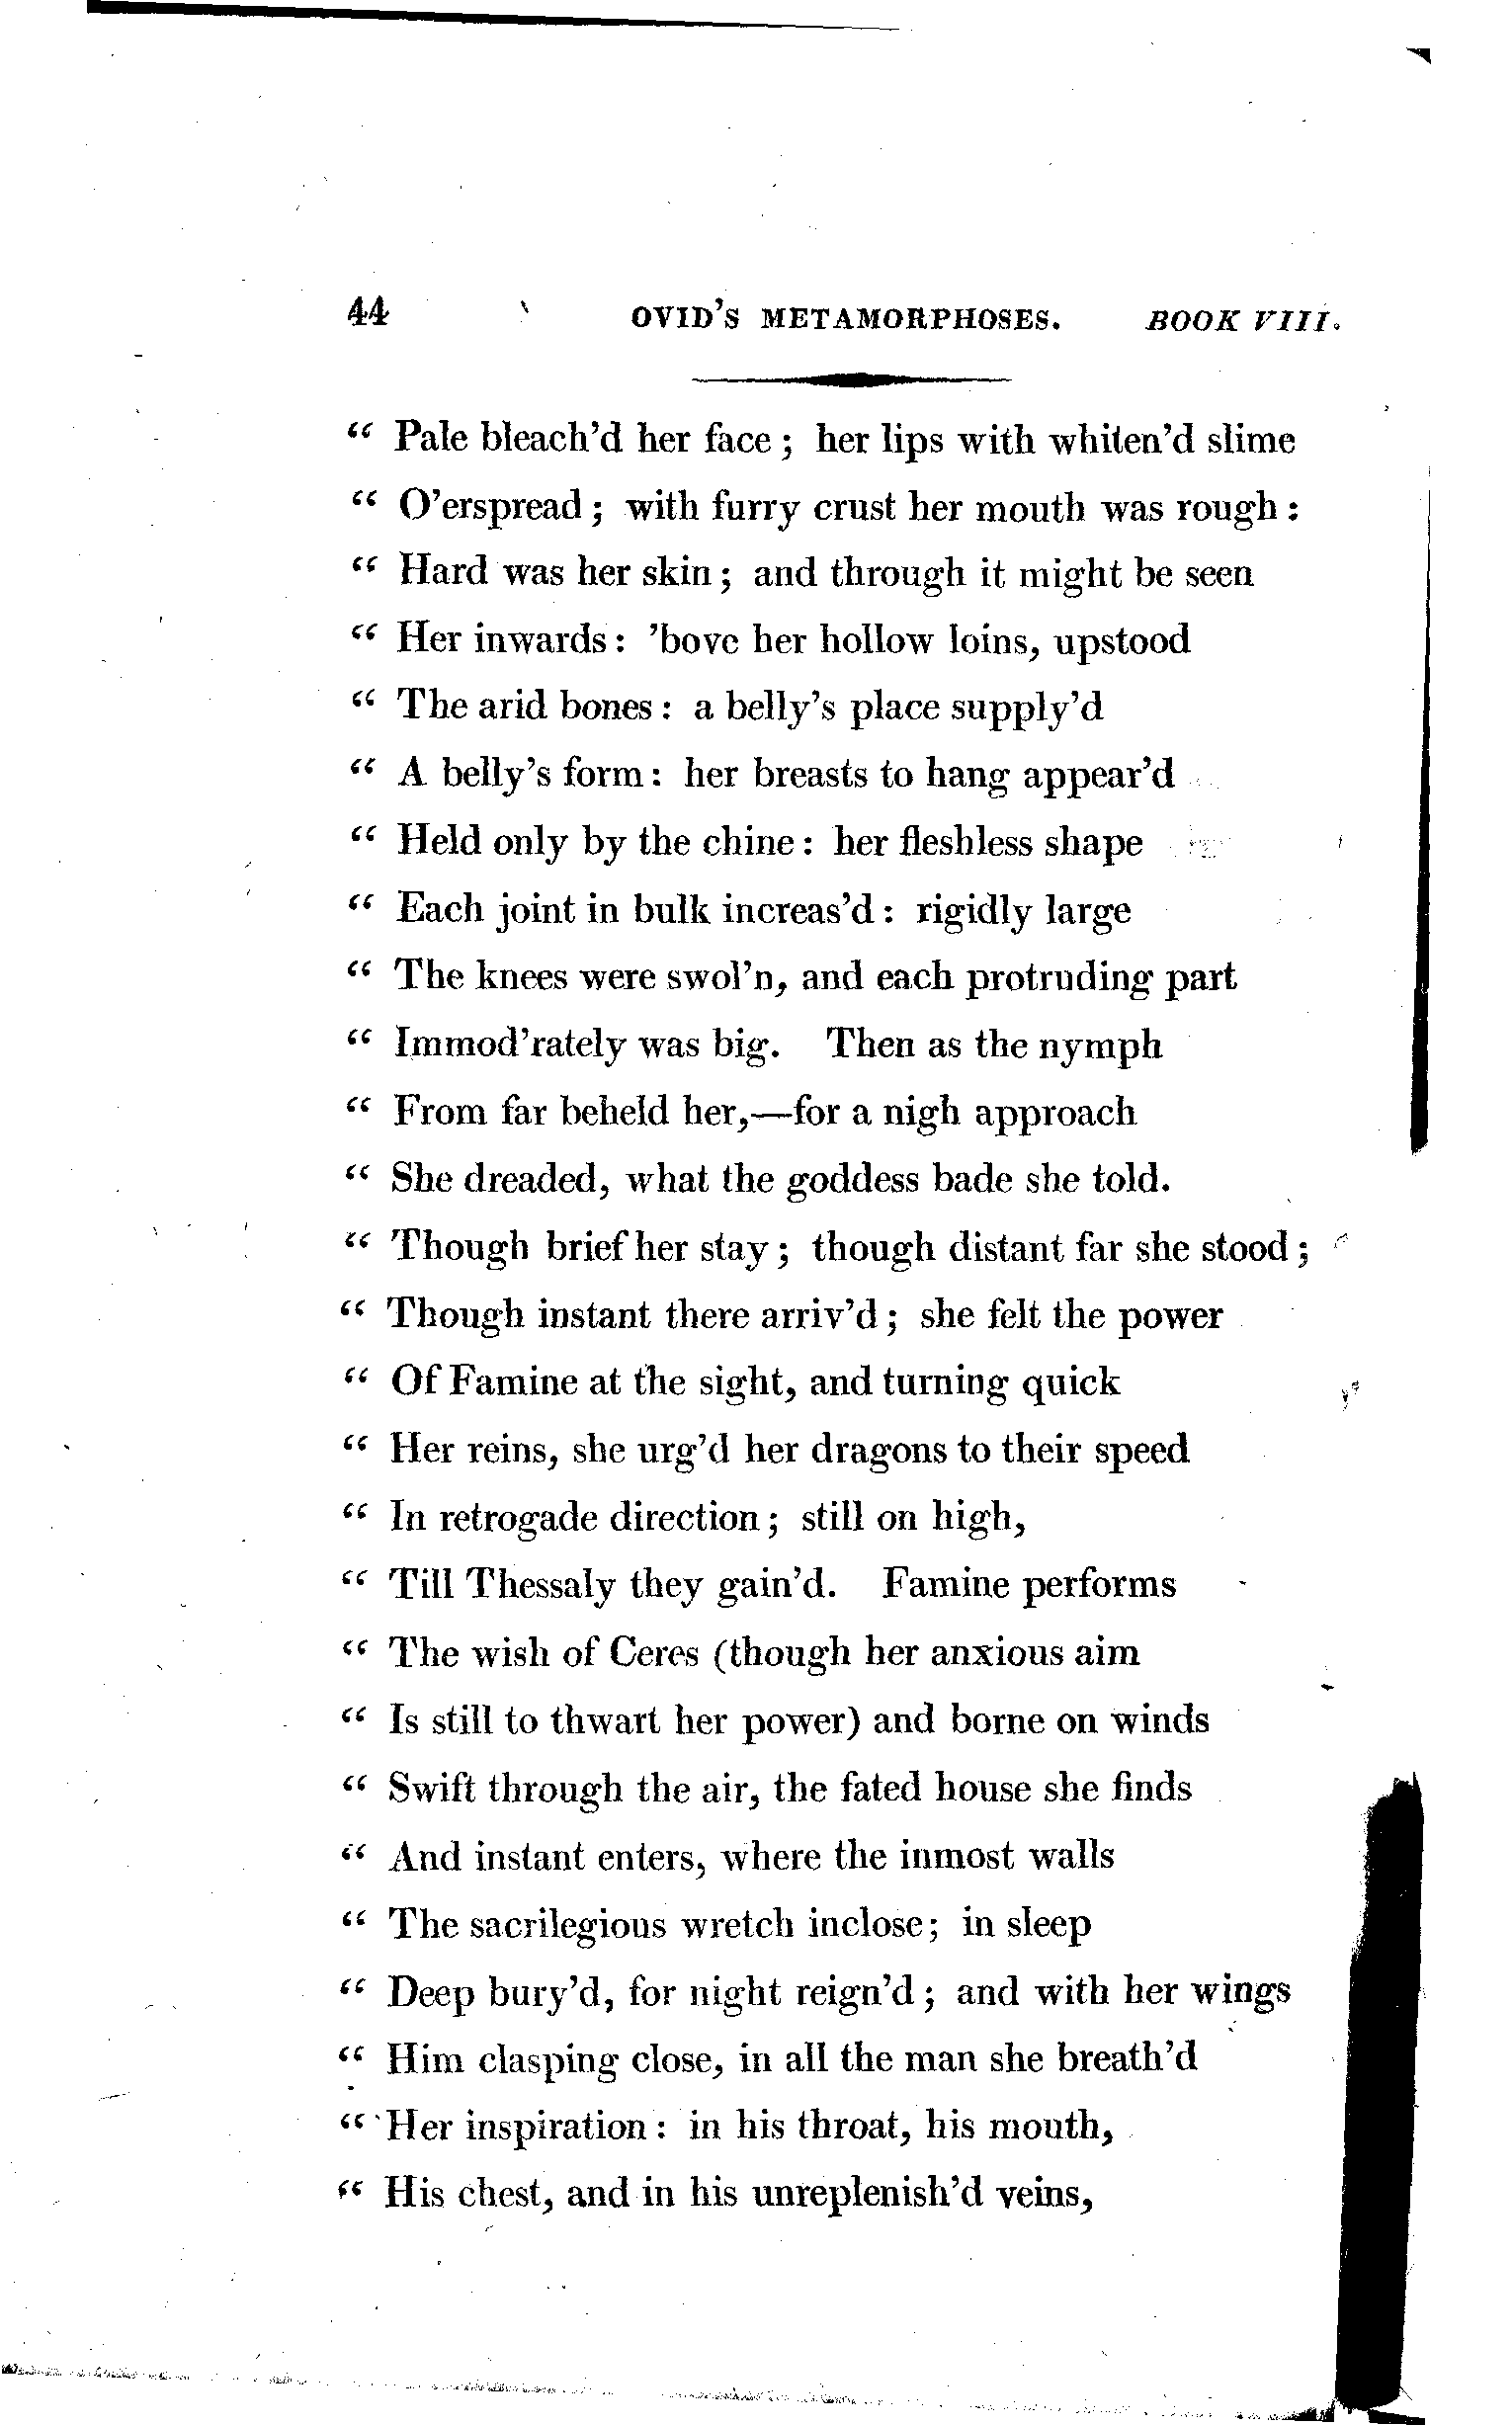 44 OVID'S METAMORPHOSES. BOOK VIII.
“ Pale bleach'd her face ; her lips with whiten'd slime
“ O'erspread ; with furry crust her mouth was rough :
“ Hard was her skin ; and through it might be seen
“ Her inwards : 'bove her hollow loins, upstood
“ The arid bones : a belly's place supply'd
“ A belly's form : her breasts to hang appear'd
“ Held only by the chine : her fleshless shape
“ Each joint in bulk increas'd : rigidly large
“ The knees were swol'n, and each protruding part
“ Immod'rately was big. Then as the nymph
“ From far beheld her,—for a nigh approach
“ She dreaded, what the goddess bade she told.
“ Though brief her stay ; though distant far she stood ;
“ Though instant there arriv'd ; she felt the power
“ Of Famine at the sight, and turning quick
“ Her reins, she urg'd her dragons to their speed
“ In retrogade direction ; still on high,
“ Till Thessaly they gain'd. Famine performs
“ The wish of Ceres (though her anxious aim
“ Is still to thwart her power) and borne on winds
“ Swift through the air, the fated house she finds
“ And instant enters, where the inmost walls
“ The sacrilegious wretch inclose ; in sleep
“ Deep bury'd, for night reign'd ; and with her wings
“ Him clasping close, in all the man she breath'd
“ Her inspiration : in his throat, his mouth,
“ His chest, and in his unreplenish'd veins,